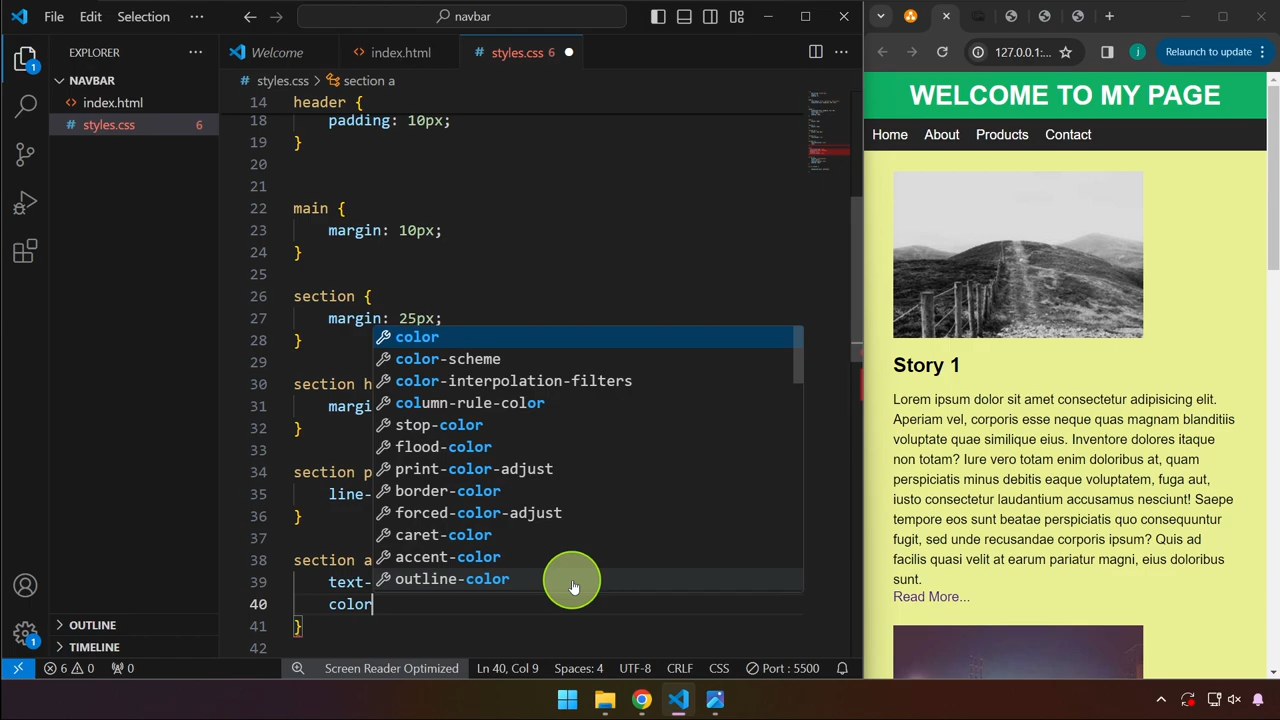 File Edit Selection ··· navbar
EXPLORER ···
Welcome index.html styles.css 6
127.0.0.1:... j Relaunch to update
NAVBAR
index.html
styles.css 6
styles.css > section a
WELCOME TO MY PAGE
Home About Products Contact
14 header {
18 padding: 10px;
19 }
20
21
22 main {
23 margin: 10px;
24 }
25
26 section {
27 margin: 25px;
28 }
29
30 section h
31 margi
32 }
33
34 section p
35 line-
36 }
37
38 section a
39 text-
40 color
41 }
42
color
color-scheme
color-interpolation-filters
column-rule-color
stop-color
flood-color
print-color-adjust
border-color
forced-color-adjust
caret-color
accent-color
outline-color
Story 1
Lorem ipsum dolor sit amet consectetur adipisicing elit.
Aperiam vel, corporis esse neque quas magnam blanditiis
voluptate quae similique eius. Inventore dolores itaque
non totam? Iure vero totam enim doloribus at, quam
perspiciatis minus debitis eaque voluptatem, fuga aut,
iusto consectetur laudantium accusamus nesciunt! Saepe
tempore eos sunt beatae perspiciatis quo consequuntur
fugit, sed unde recusandae corporis ipsum? Quis ad
facilis quasi velit at earum pariatur magni, eius doloribus
sunt.
Read More...
OUTLINE
TIMELINE
1
1
6 0 0 Screen Reader Optimized Ln 40, Col 9 Spaces: 4 UTF-8 CRLF CSS Port : 5500